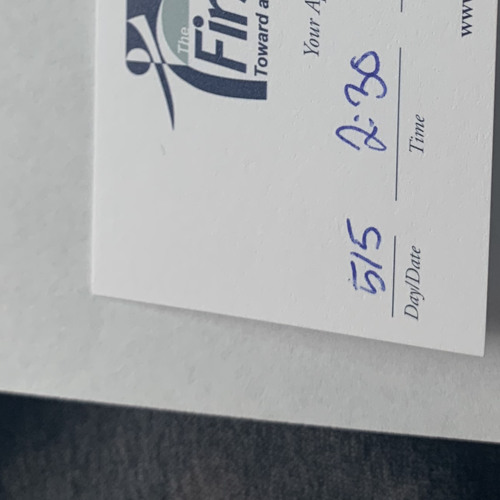 The
Fir
Toward a
Your A
5/5 2:30
Day/Date Time
www